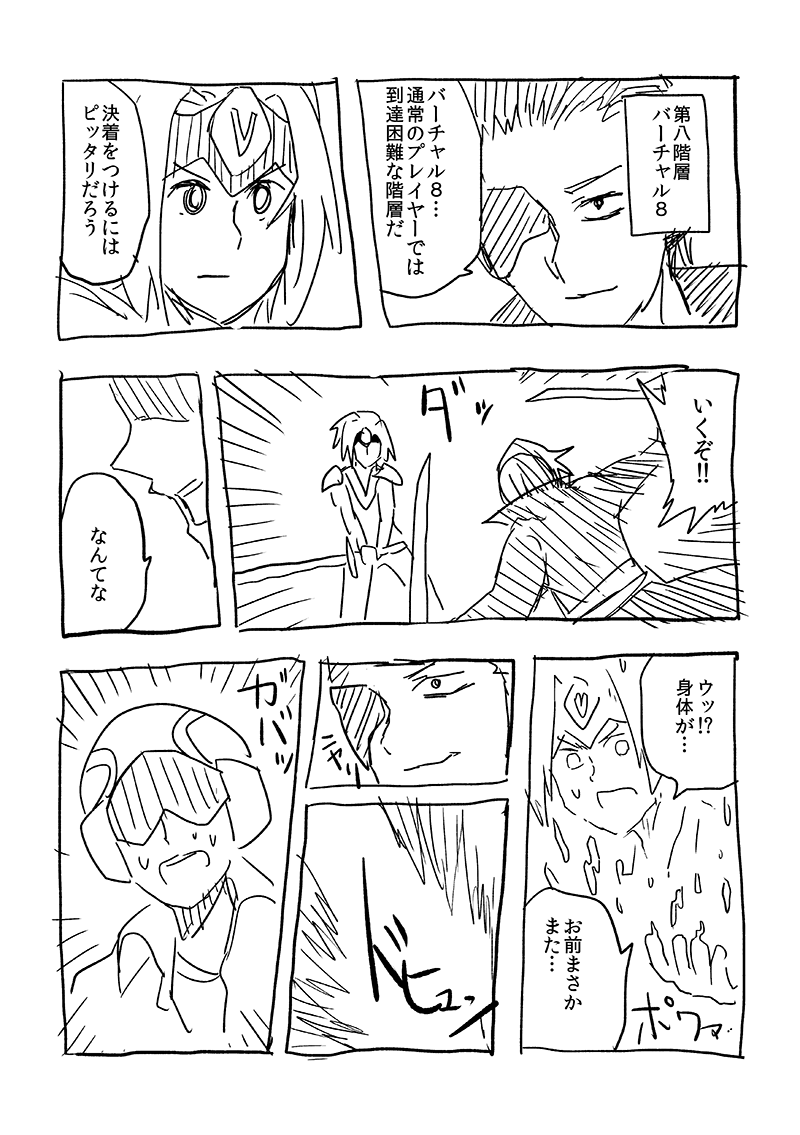 第八階層
バーチャル８
バーチャル８…
通常のプレイヤーでは
到達困難な階層だ
決着をつけるには
ピッタリだろう
いくぞ!!
ダッ
なんてな
ウッ!?
身体が…
お前まさか
また…
ポワァ…
ニヤッ
ドヒュン
ガバッ